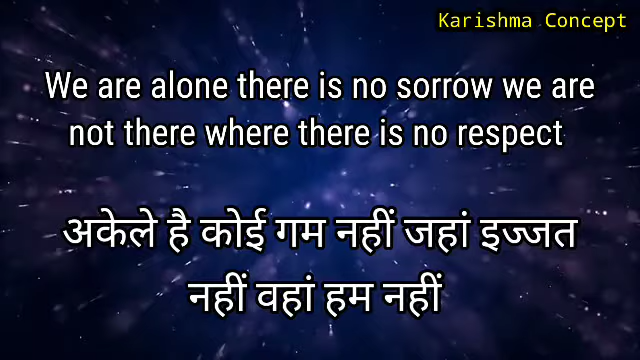 Karishma Concept
We are alone there is no sorrow we are
not there where there is no respect
अकेले है कोई गम नहीं जहां इज्जत
नहीं वहां हम नहीं